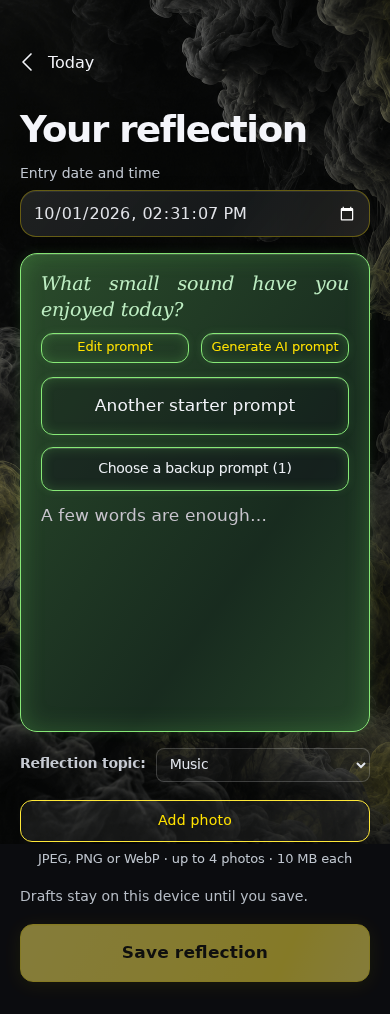 Today
Your reflection
Entry date and time
10/01/2026, 02:31:07 PM
What small sound have you
enjoyed today?
Edit prompt
Generate AI prompt
Another starter prompt
Choose a backup prompt (1)
A few words are enough…
Reflection topic:
Music
Add photo
JPEG, PNG or WebP · up to 4 photos · 10 MB each
Drafts stay on this device until you save.
Save reflection